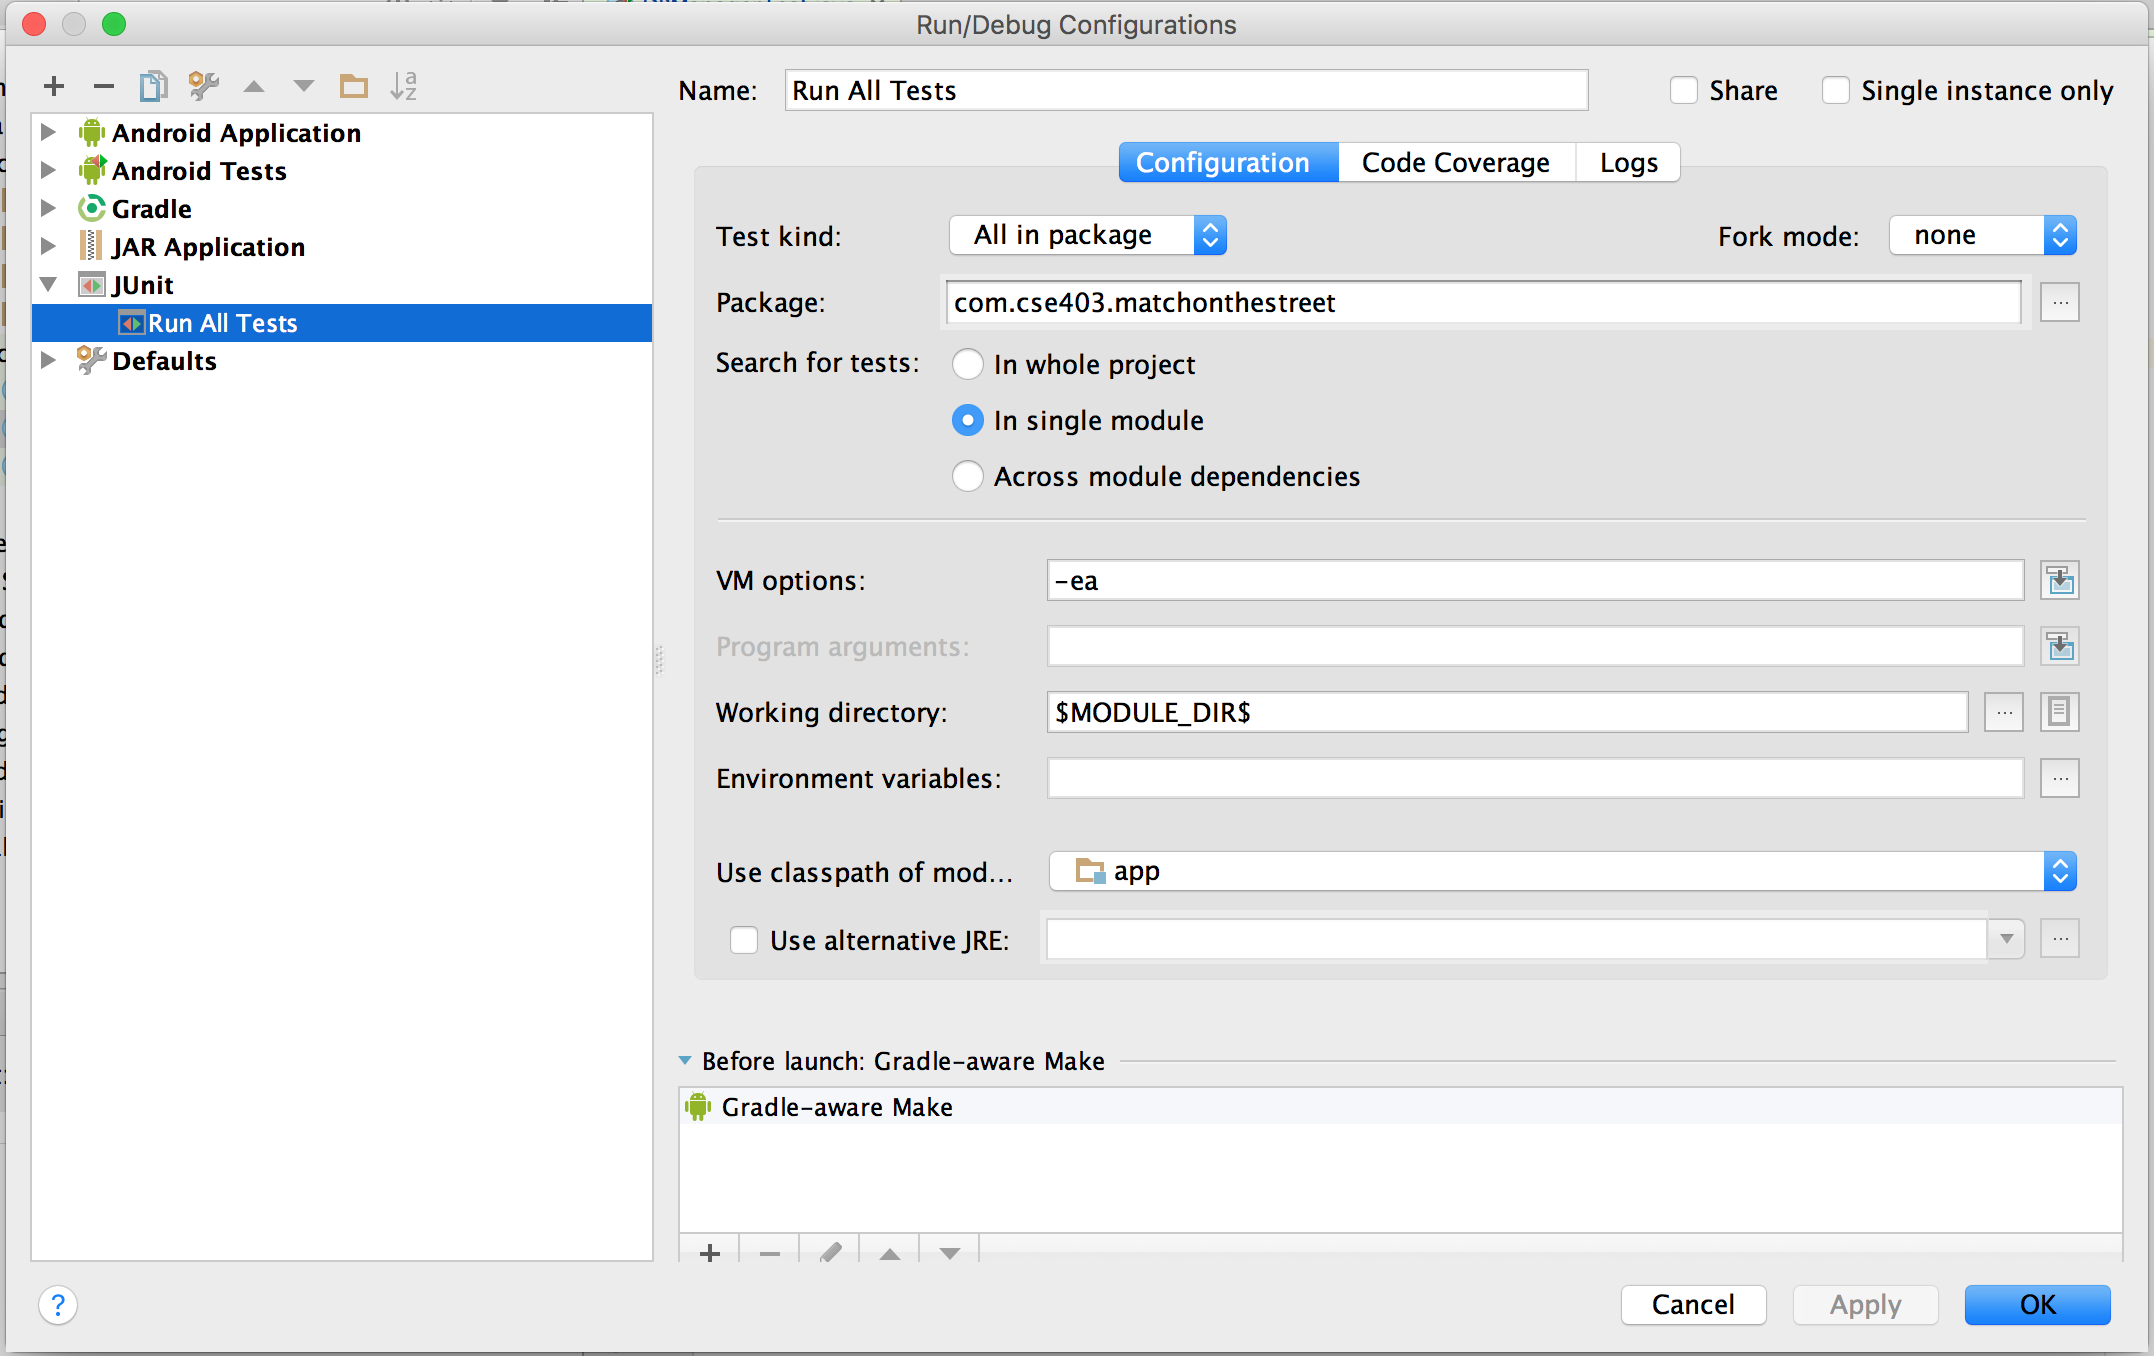 Run/Debug Configurations
Name: Run All Tests Share Single instance only
Android Application
Android Tests
Gradle
JAR Application
JUnit
Run All Tests
Defaults
Configuration Code Coverage Logs
Test kind: All in package Fork mode: none
Package: com.cse403.matchonthestreet ...
Search for tests: In whole project
In single module
Across module dependencies
VM options: -ea
Program arguments:
Working directory: $MODULE_DIR$ ...
Environment variables: ...
Use classpath of mod... app
Use alternative JRE: ...
Before launch: Gradle-aware Make
Gradle-aware Make
? Cancel Apply OK